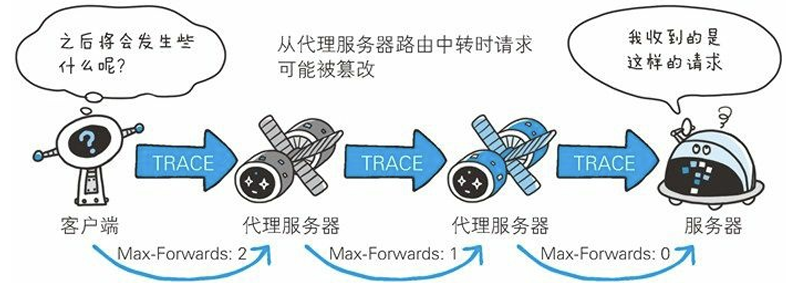 之后将会发生些
什么呢?
从代理服务器路由中转时请求
可能被篡改
我收到的是
这样的请求
?
TRACE
TRACE
TRACE
客户端
代理服务器
代理服务器
服务器
Max-Forwards: 2
Max-Forwards: 1
Max-Forwards: 0